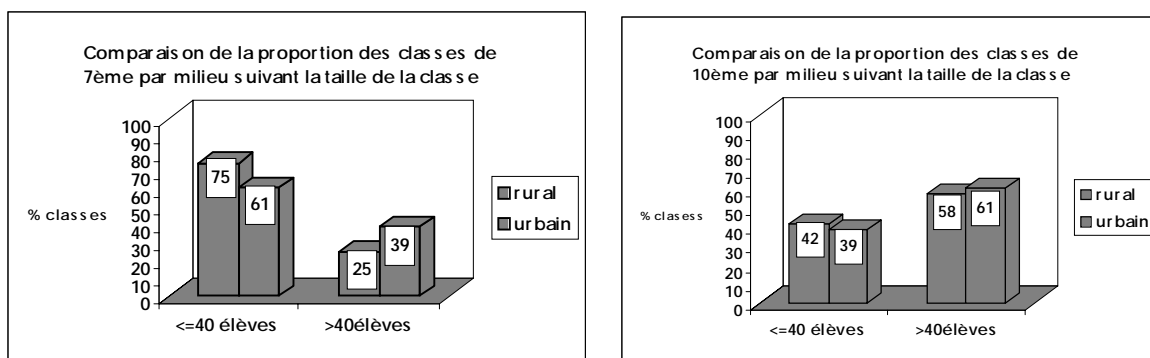 Comparaison de la proportion des classes de
7ème par milieu suivant la taille de la classe
100
90
80
70
60
50
40
30
20
10
0
% classes
75
61
25
39
<=40 élèves
>40élèves
rural
urbain
Comparaison de la proportion des classes de
10ème par milieu suivant la taille de la classe
100
90
80
70
60
50
40
30
20
10
0
% clasess
42
39
58
61
<=40 élèves
>40élèves
rural
urbain